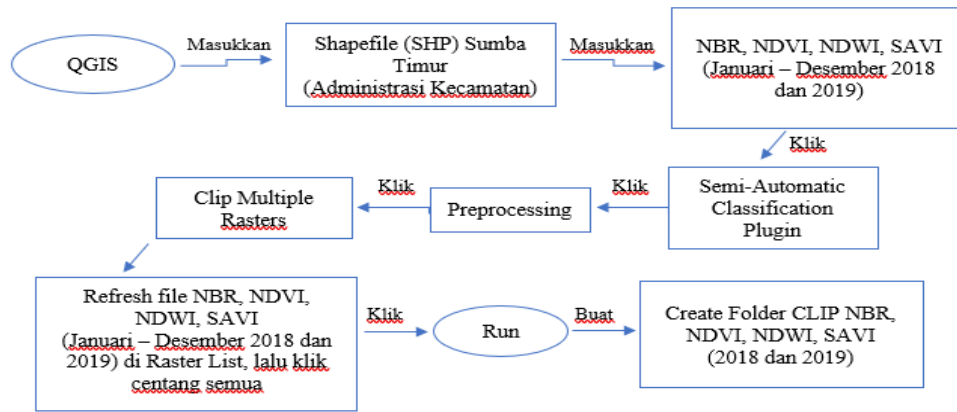 QGIS
Masukkan
Shapefile (SHP) Sumba
Timur
(Administrasi Kecamatan)
Masukkan
NBR, NDVI, NDWI, SAVI
(Januari – Desember 2018
dan 2019)
Klik
Semi-Automatic
Classification
Plugin
Klik
Preprocessing
Klik
Clip Multiple
Rasters
Refresh file NBR, NDVI,
NDWI, SAVI
(Januari – Desember 2018 dan
2019) di Raster List, lalu klik
centang semua
Klik
Run
Buat
Create Folder CLIP NBR,
NDVI, NDWI, SAVI
(2018 dan 2019)